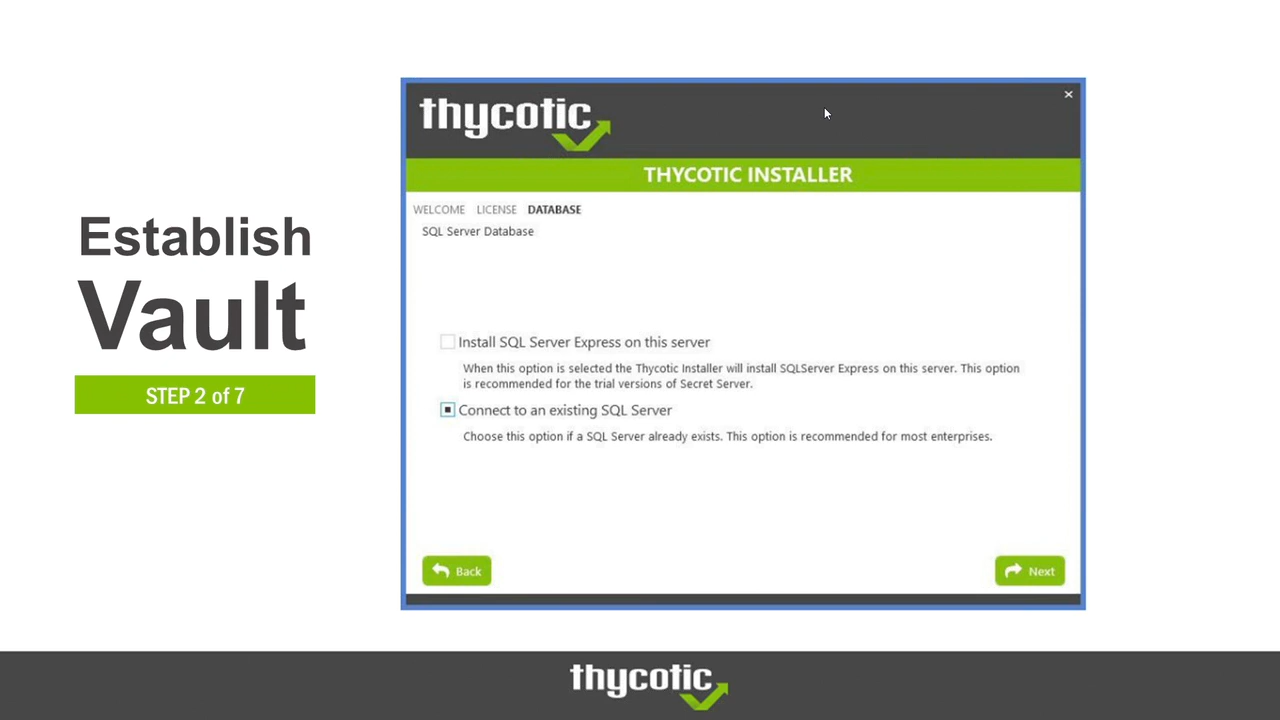 Establish
Vault
STEP 2 of 7
thycotic
THYCOTIC INSTALLER
WELCOME LICENSE DATABASE
SQL Server Database
Install SQL Server Express on this server
When this option is selected the Thycotic Installer will install SQLServer Express on this server. This option
is recommended for the trial versions of Secret Server.
Connect to an existing SQL Server
Choose this option if a SQL Server already exists. This option is recommended for most enterprises.
Back
Next
thycotic